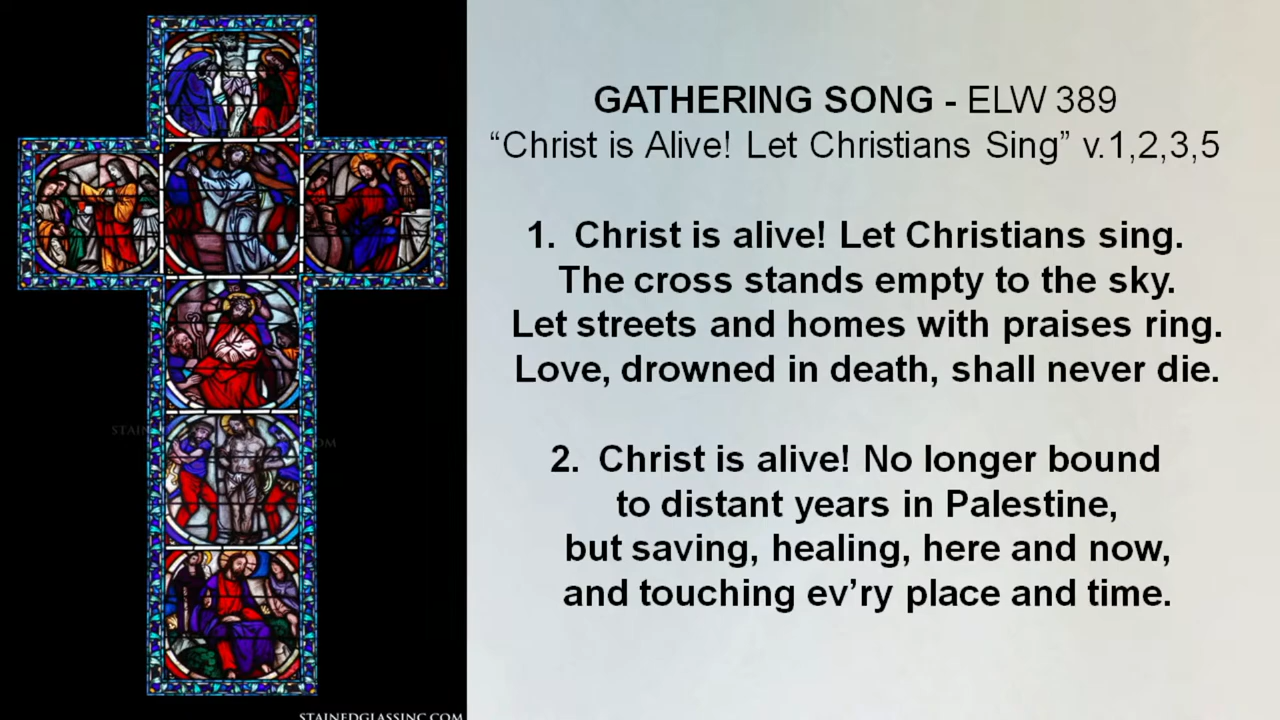 GATHERING SONG - ELW 389
“Christ is Alive! Let Christians Sing” v.1,2,3,5
1. Christ is alive! Let Christians sing.
The cross stands empty to the sky.
Let streets and homes with praises ring.
Love, drowned in death, shall never die.
2. Christ is alive! No longer bound
to distant years in Palestine,
but saving, healing, here and now,
and touching ev’ry place and time.
STAINEDGLASSINC.COM